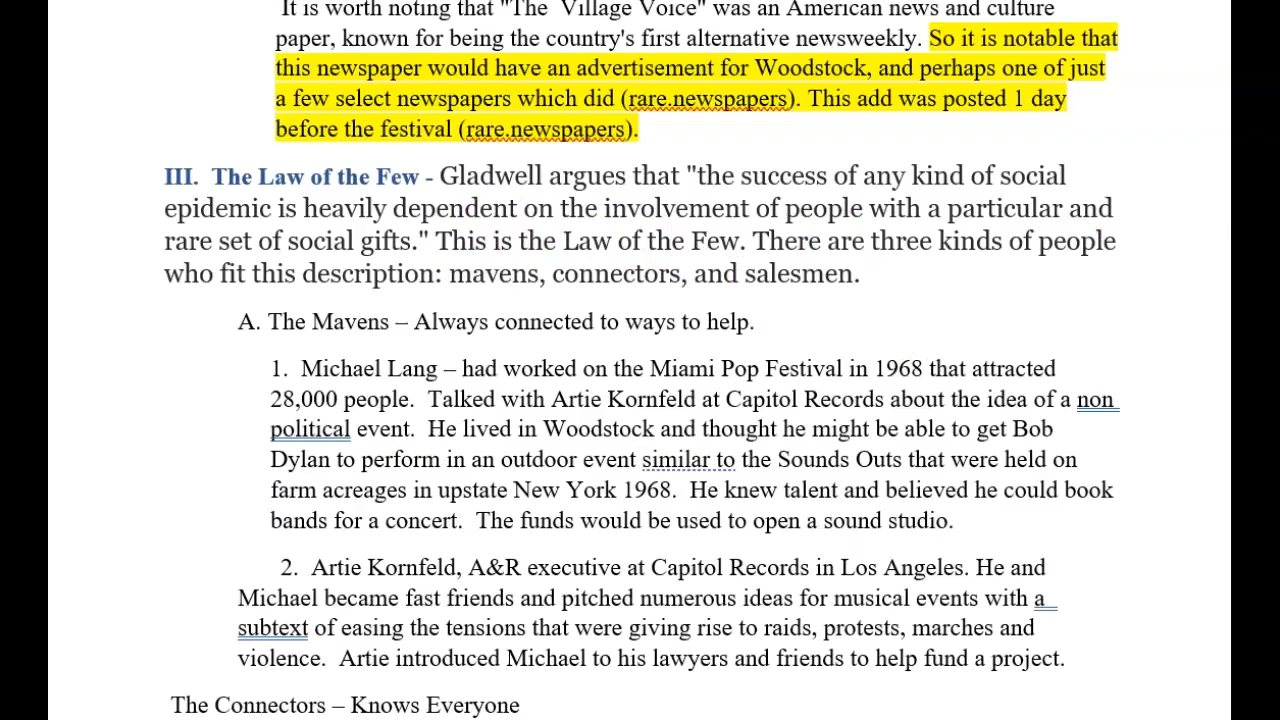 It is worth noting that "The Village Voice" was an American news and culture
paper, known for being the country's first alternative newsweekly. So it is notable that
this newspaper would have an advertisement for Woodstock, and perhaps one of just
a few select newspapers which did (rare.newspapers). This add was posted 1 day
before the festival (rare.newspapers).
III. The Law of the Few - Gladwell argues that "the success of any kind of social
epidemic is heavily dependent on the involvement of people with a particular and
rare set of social gifts." This is the Law of the Few. There are three kinds of people
who fit this description: mavens, connectors, and salesmen.
A. The Mavens – Always connected to ways to help.
1. Michael Lang – had worked on the Miami Pop Festival in 1968 that attracted
28,000 people. Talked with Artie Kornfeld at Capitol Records about the idea of a non
political event. He lived in Woodstock and thought he might be able to get Bob
Dylan to perform in an outdoor event similar to the Sounds Outs that were held on
farm acreages in upstate New York 1968. He knew talent and believed he could book
bands for a concert. The funds would be used to open a sound studio.
2. Artie Kornfeld, A&R executive at Capitol Records in Los Angeles. He and
Michael became fast friends and pitched numerous ideas for musical events with a
subtext of easing the tensions that were giving rise to raids, protests, marches and
violence. Artie introduced Michael to his lawyers and friends to help fund a project.
The Connectors – Knows Everyone